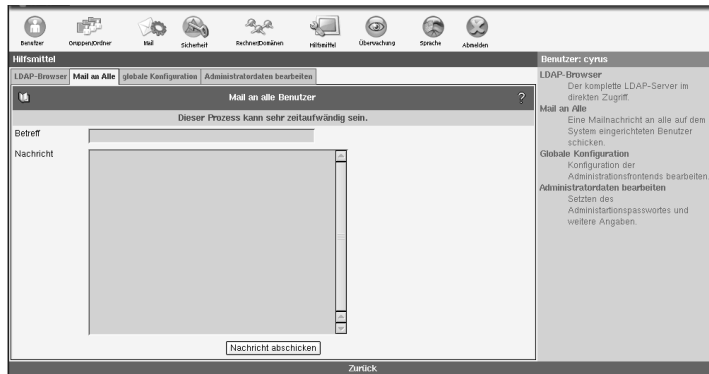 Benutzer Gruppen/Ordner Mail Sicherheit Rechner/Domänen Hilfsmittel Überwachung Sprache Abmelden
Hilfsmittel
LDAP-Browser Mail an Alle globale Konfiguration Administratordaten bearbeiten
Mail an alle Benutzer ?
Dieser Prozess kann sehr zeitaufwändig sein.
Betreff
Nachricht
Nachricht abschicken
Benutzer: cyrus
LDAP-Browser
Der komplette LDAP-Server im
direkten Zugriff.
Mail an Alle
Eine Mailnachricht an alle auf dem
System eingerichteten Benutzer
schicken.
Globale Konfiguration
Konfiguration der
Administrationsfrontends bearbeiten.
Administratordaten bearbeiten
Setzten des
Administartionspasswortes und
weitere Angaben.
Zurück